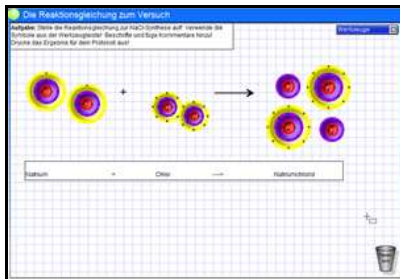 Die Reaktionsgleichung zum Versuch
Aufgabe: Stelle die Reaktionsgleichung zur NaCl-Synthese auf! Verwende die
Symbole aus der Werkzeugleiste! Beschrifte und füge Kommentare hinzu!
Drucke das Ergebnis für dein Protokoll aus!
Werkzeuge
+
Natrium + Chlor ----> Natriumchlorid